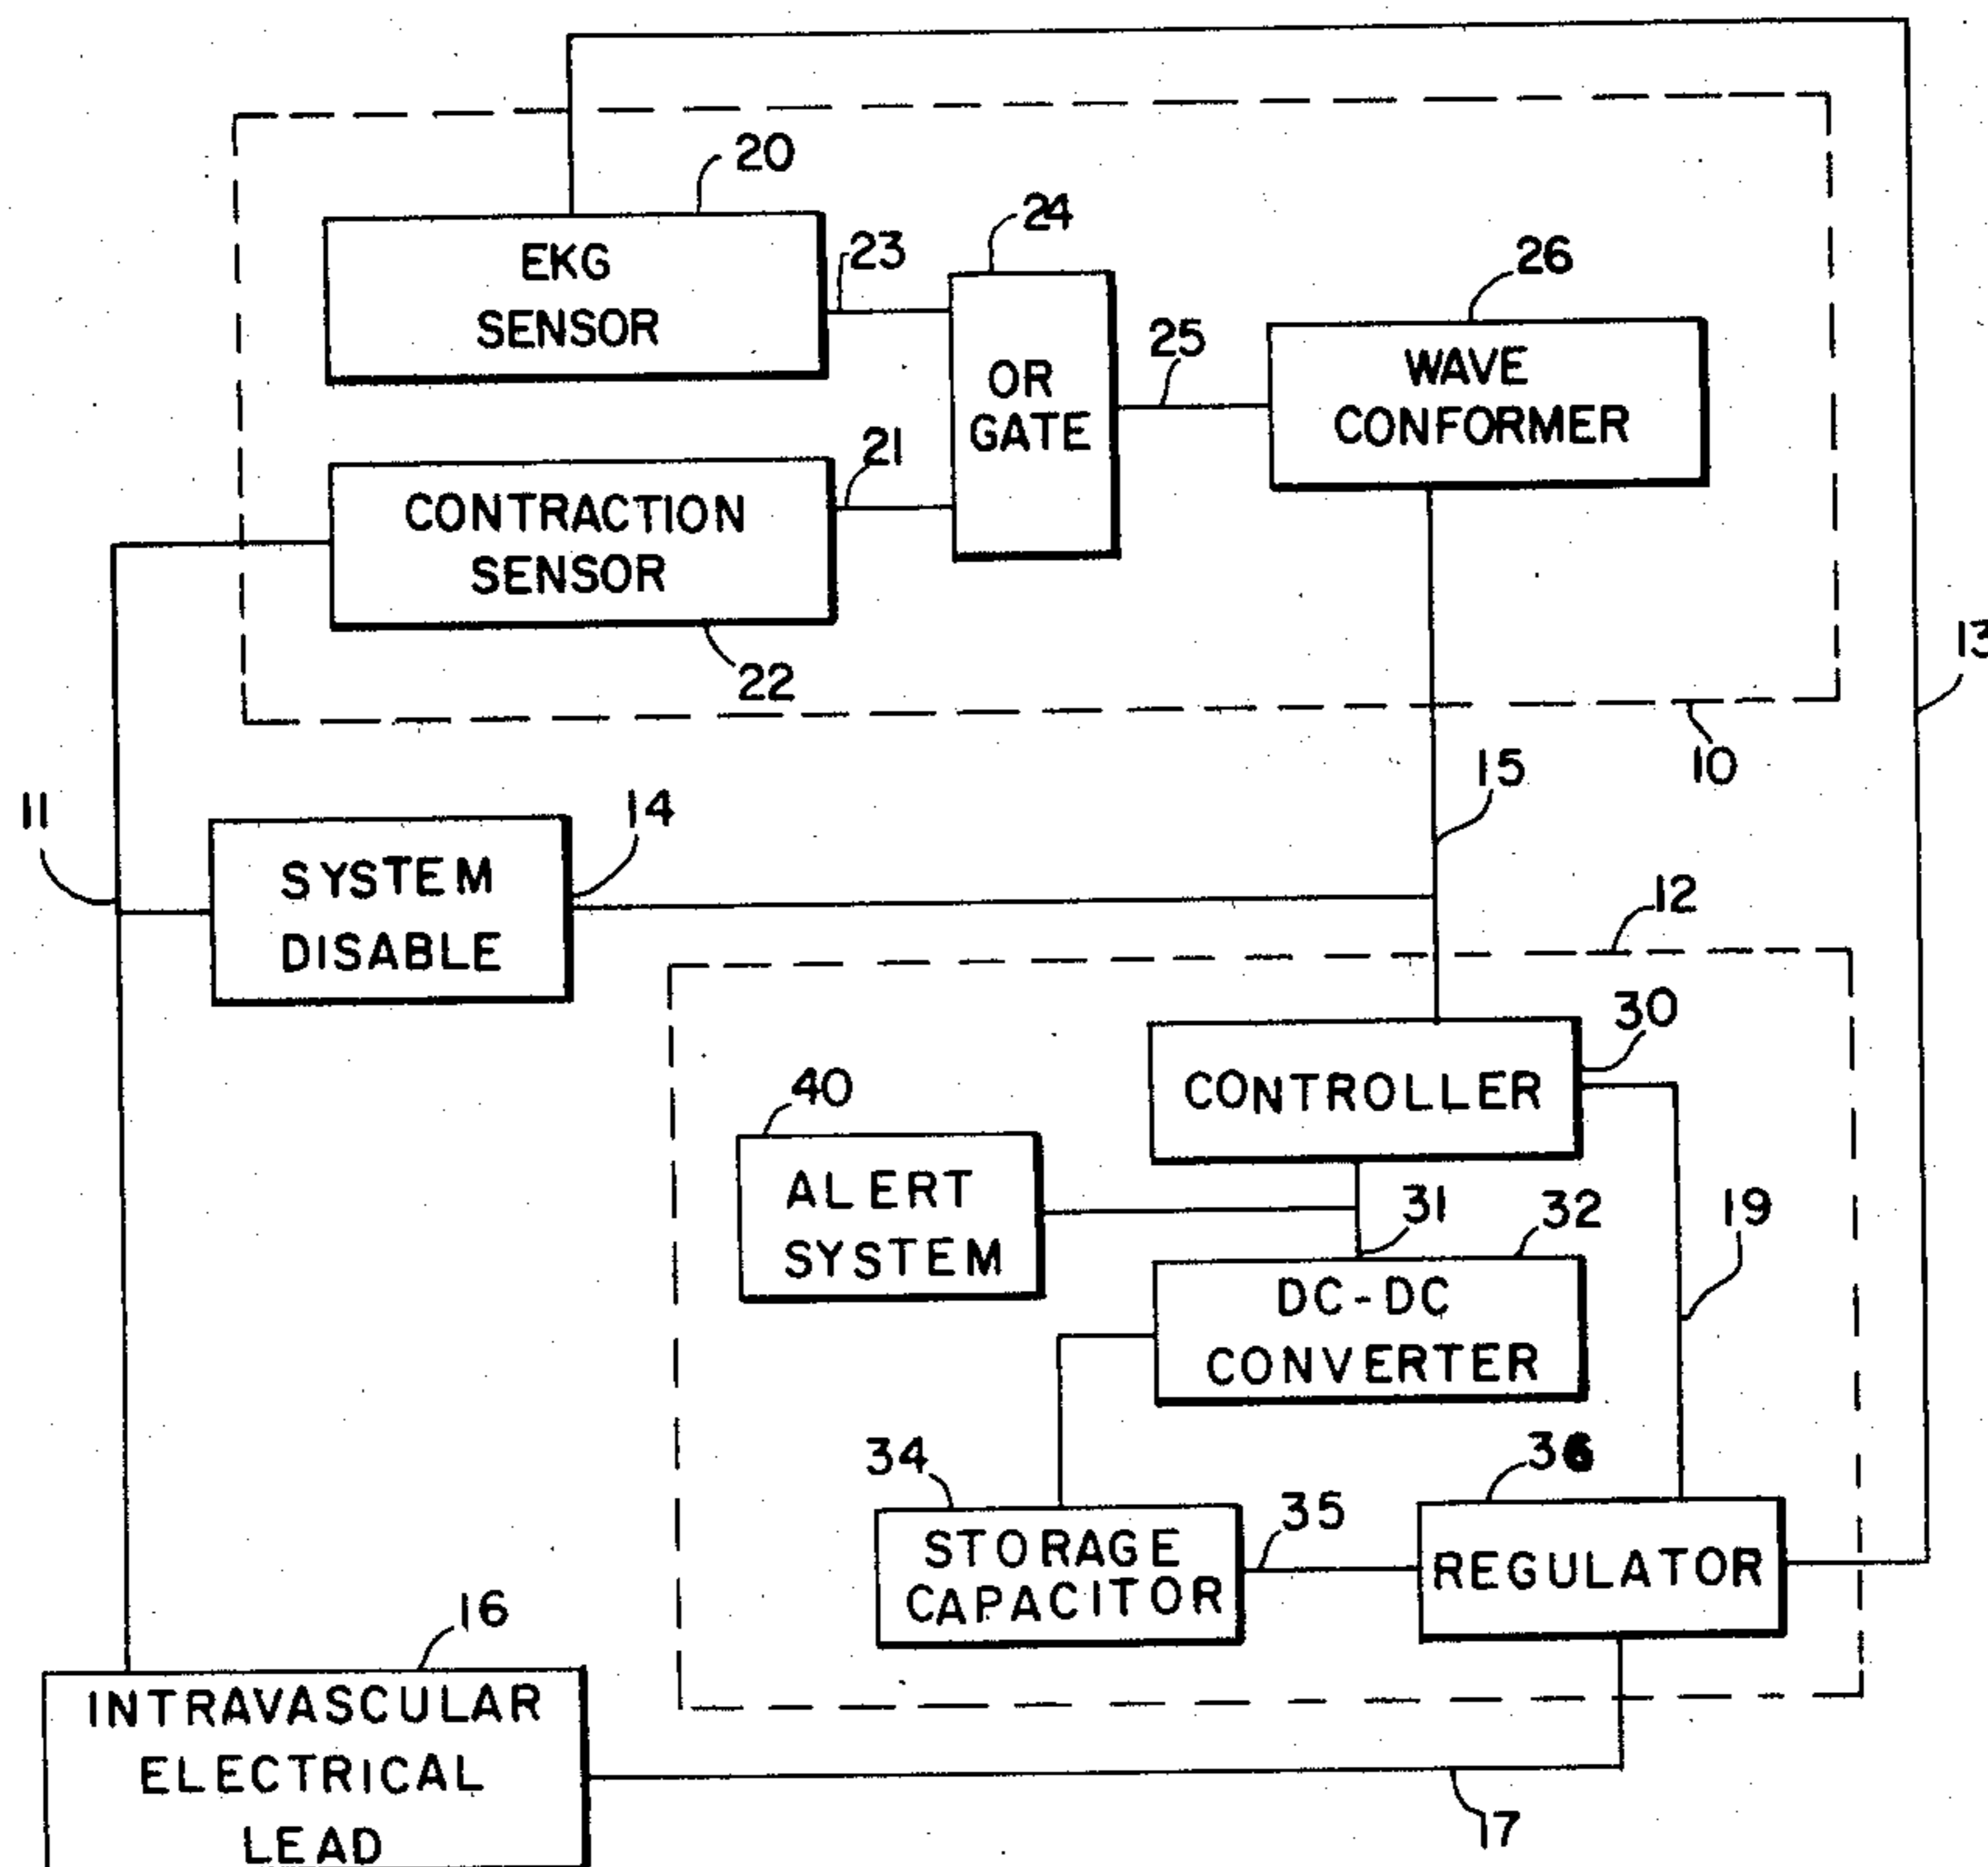 20
EKG
SENSOR
23
24
OR
GATE
25
26
WAVE
CONFORMER
21
CONTRACTION
SENSOR
22
13
10
15
11
14
SYSTEM
DISABLE
12
30
CONTROLLER
40
ALERT
SYSTEM
31
32
19
DC-DC
CONVERTER
34
STORAGE
CAPACITOR
35
36
REGULATOR
16
INTRAVASCULAR
ELECTRICAL
LEAD
17